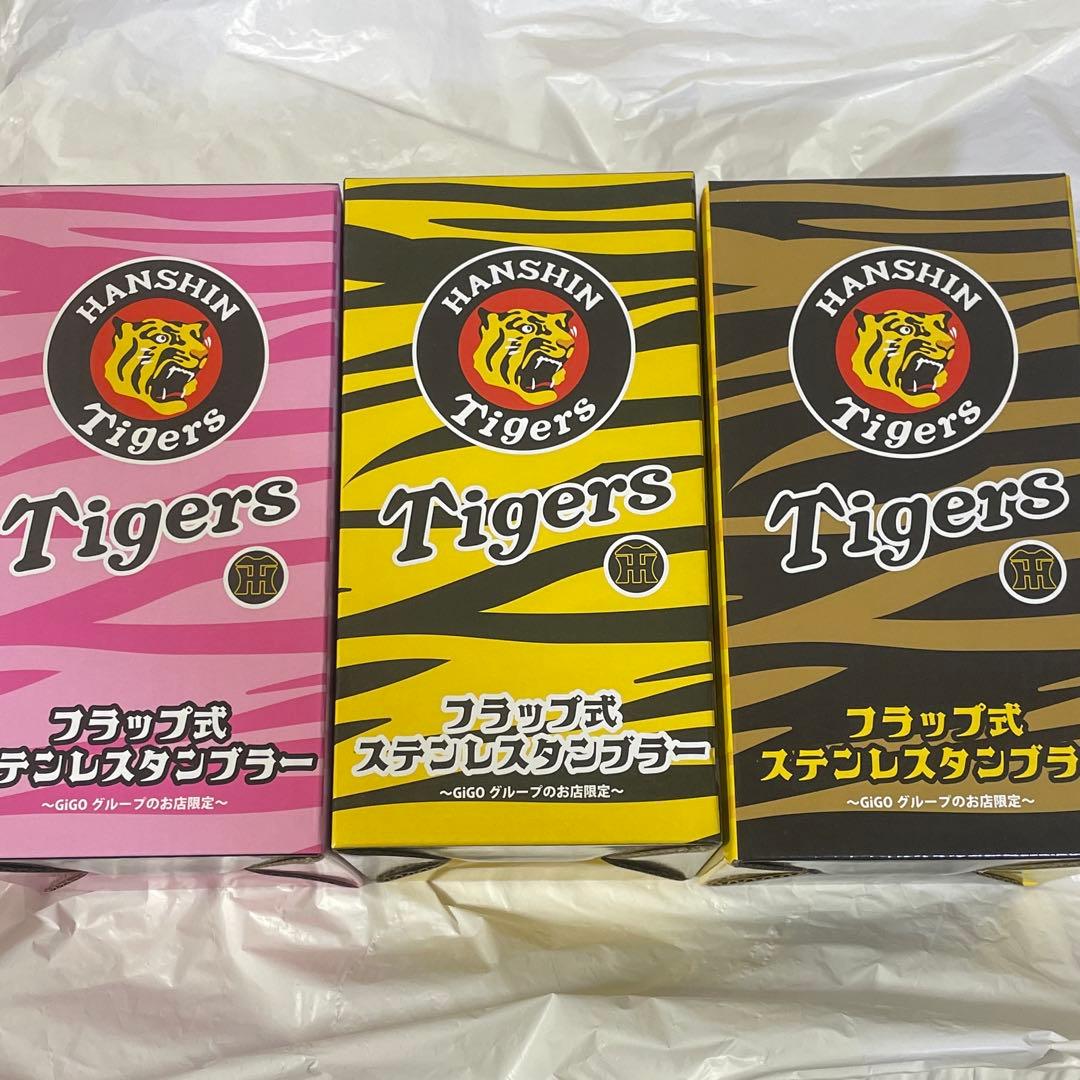 HANSHIN
Tigers
Tigers
HT
フラップ式
テンレスタンブラー
～GiGO グループのお店限定～
HANSHIN
Tigers
Tigers
HT
フラップ式
ステンレスタンブラー
～GiGO グループのお店限定～
HANSHIN
Tigers
Tigers
HT
フラップ式
ステンレスタンブラ
～GiGO グループのお店限定～